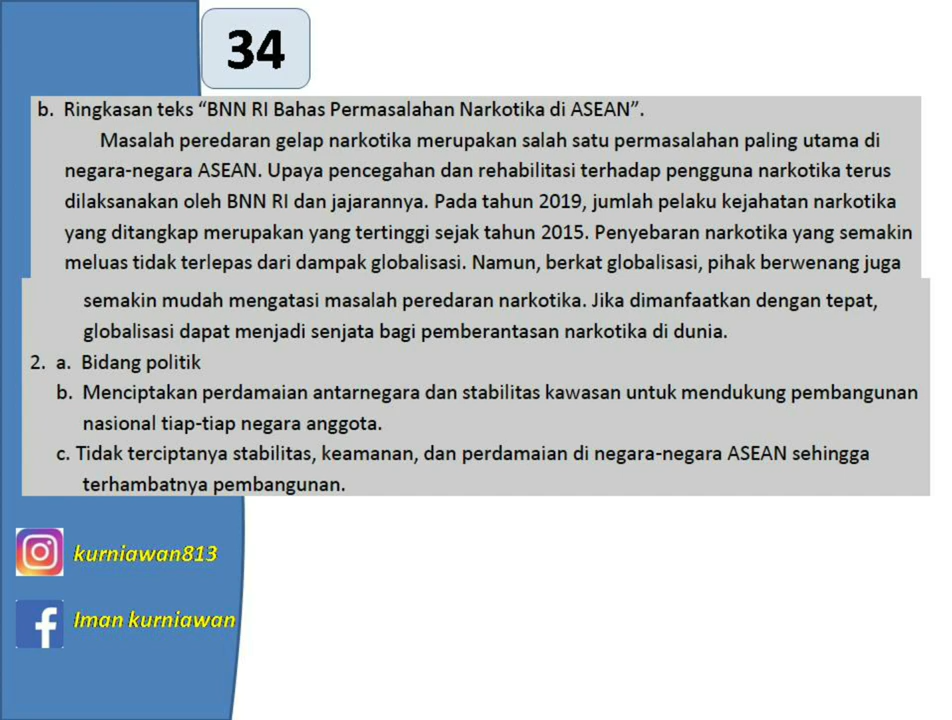 34
b. Ringkasan teks “BNN RI Bahas Permasalahan Narkotika di ASEAN”.
Masalah peredaran gelap narkotika merupakan salah satu permasalahan paling utama di
negara-negara ASEAN. Upaya pencegahan dan rehabilitasi terhadap pengguna narkotika terus
dilaksanakan oleh BNN RI dan jajarannya. Pada tahun 2019, jumlah pelaku kejahatan narkotika
yang ditangkap merupakan yang tertinggi sejak tahun 2015. Penyebaran narkotika yang semakin
meluas tidak terlepas dari dampak globalisasi. Namun, berkat globalisasi, pihak berwenang juga
semakin mudah mengatasi masalah peredaran narkotika. Jika dimanfaatkan dengan tepat,
globalisasi dapat menjadi senjata bagi pemberantasan narkotika di dunia.
2. a. Bidang politik
b. Menciptakan perdamaian antarnegara dan stabilitas kawasan untuk mendukung pembangunan
nasional tiap-tiap negara anggota.
c. Tidak terciptanya stabilitas, keamanan, dan perdamaian di negara-negara ASEAN sehingga
terhambatnya pembangunan.
kurniawan813
Iman kurniawan